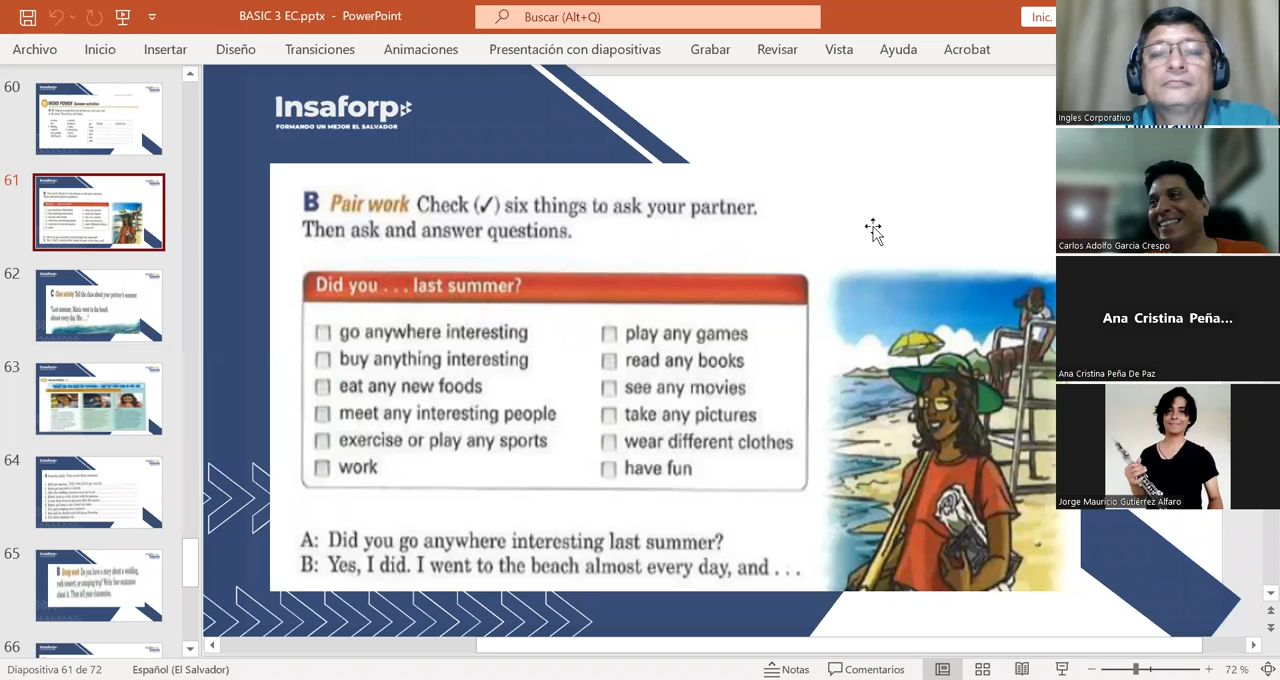 BASIC 3 EC.pptx - PowerPoint
Buscar (Alt+Q)
Inic.
Archivo Inicio Insertar Diseño Transiciones Animaciones Presentación con diapositivas Grabar Revisar Vista Ayuda Acrobat
60
61
62
63
64
65
66
Insaforp
FORMANDO UN MEJOR EL SALVADOR
B Pair work Check (✓) six things to ask your partner.
Then ask and answer questions.
Did you . . . last summer?
go anywhere interesting
buy anything interesting
eat any new foods
meet any interesting people
exercise or play any sports
work
play any games
read any books
see any movies
take any pictures
wear different clothes
have fun
A: Did you go anywhere interesting last summer?
B: Yes, I did. I went to the beach almost every day, and . . .
Ingles Corporativo
Carlos Adolfo Garcia Crespo
Ana Cristina Peña...
Ana Cristina Peña De Paz
Jorge Mauricio Gutiérrez Alfaro
Diapositiva 61 de 72 Español (El Salvador) Notas Comentarios 72 %